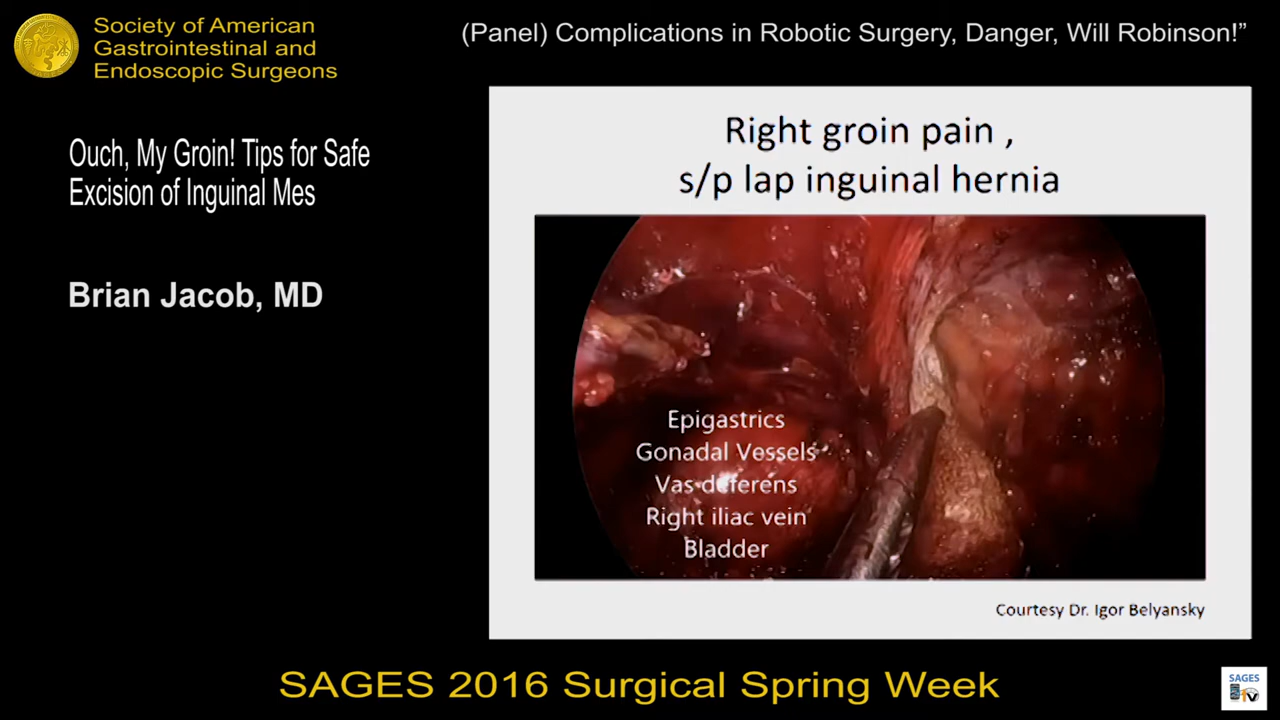 Society of American
Gastrointestinal and
Endoscopic Surgeons
(Panel) Complications in Robotic Surgery, Danger, Will Robinson!”
Ouch, My Groin! Tips for Safe
Excision of Inguinal Mes
Brian Jacob, MD
Right groin pain ,
s/p lap inguinal hernia
Epigastrics
Gonadal Vessels
Vas deferens
Right iliac vein
Bladder
Courtesy Dr. Igor Belyansky
SAGES 2016 Surgical Spring Week
SAGES
TV